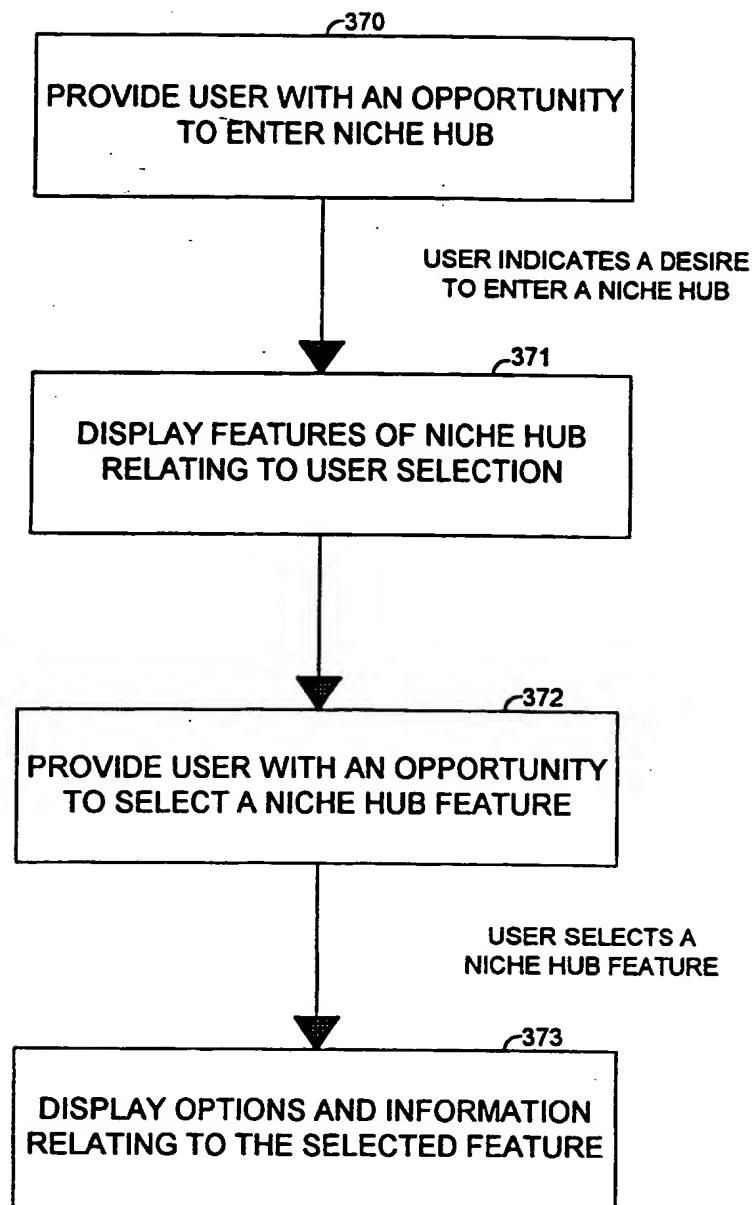 370
PROVIDE USER WITH AN OPPORTUNITY
TO ENTER NICHE HUB
USER INDICATES A DESIRE
TO ENTER A NICHE HUB
371
DISPLAY FEATURES OF NICHE HUB
RELATING TO USER SELECTION
372
PROVIDE USER WITH AN OPPORTUNITY
TO SELECT A NICHE HUB FEATURE
USER SELECTS A
NICHE HUB FEATURE
373
DISPLAY OPTIONS AND INFORMATION
RELATING TO THE SELECTED FEATURE